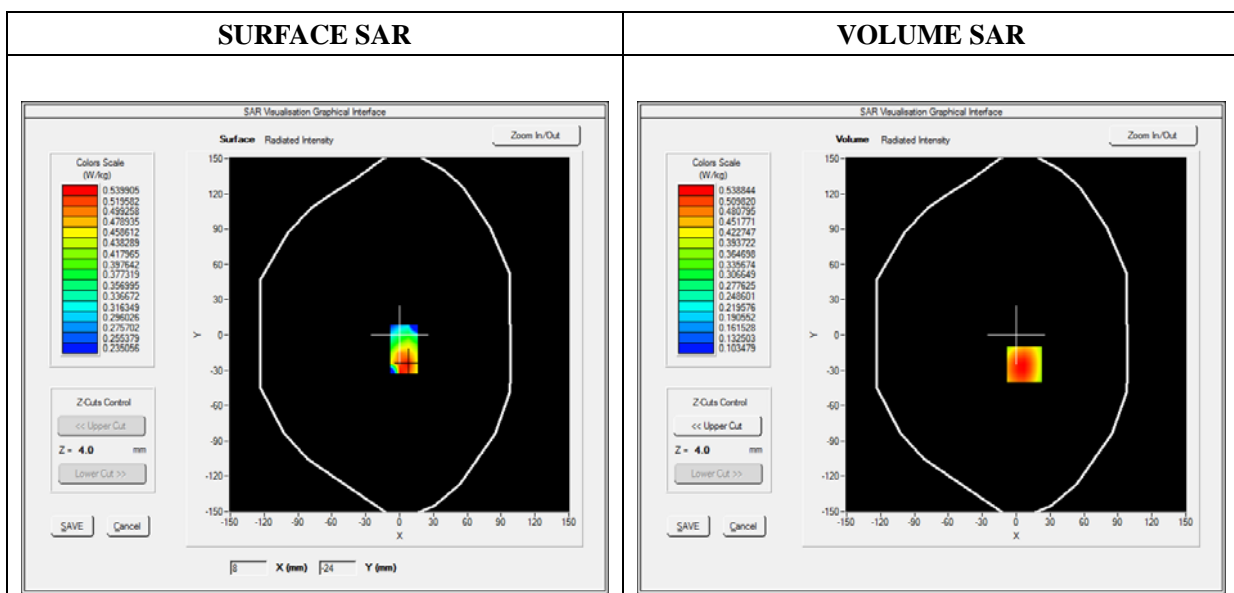 SURFACE SAR
VOLUME SAR
SAR Visualisation Graphical Interface
Surface Radiated Intensity
Zoom In/Out
Colors Scale
(W/kg)
0.539905
0.519582
0.499258
0.478935
0.458612
0.438289
0.417965
0.397642
0.377319
0.356995
0.336672
0.316349
0.296026
0.275702
0.255379
0.235056
Z-Cuts Control
<< Upper Cut
Z = 4.0 mm
Lower Cut >>
SAVE
Cancel
150
120
90
60
30
0
-30
-60
-90
-120
-150
Y
-150 -120 -90 -60 -30 0 30 60 90 120 150
X
8 X (mm) -24 Y (mm)
SAR Visualisation Graphical Interface
Volume Radiated Intensity
Zoom In/Out
Colors Scale
(W/kg)
0.538844
0.509820
0.480795
0.451771
0.422747
0.393722
0.364698
0.335674
0.306649
0.277625
0.248601
0.219576
0.190552
0.161528
0.132503
0.103479
Z-Cuts Control
<< Upper Cut
Z = 4.0 mm
Lower Cut >>
SAVE
Cancel
150
120
90
60
30
0
-30
-60
-90
-120
-150
Y
-150 -120 -90 -60 -30 0 30 60 90 120 150
X